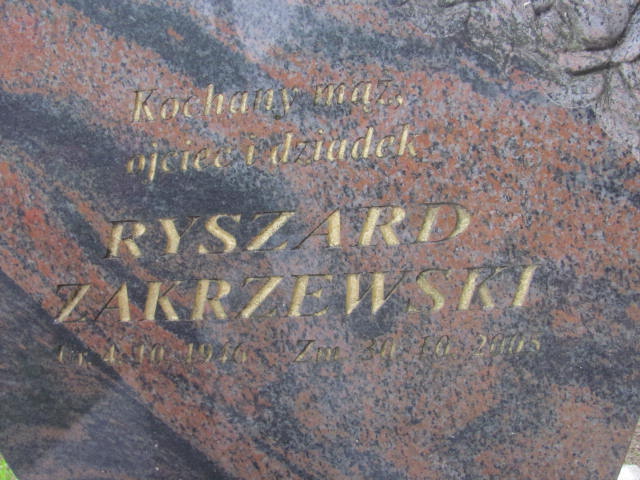 Kochany mąż,
ojciec i dziadek
RYSZARD
ZAKRZEWSKI
Ur. 4.10.1946 Zm. 30.10.2005